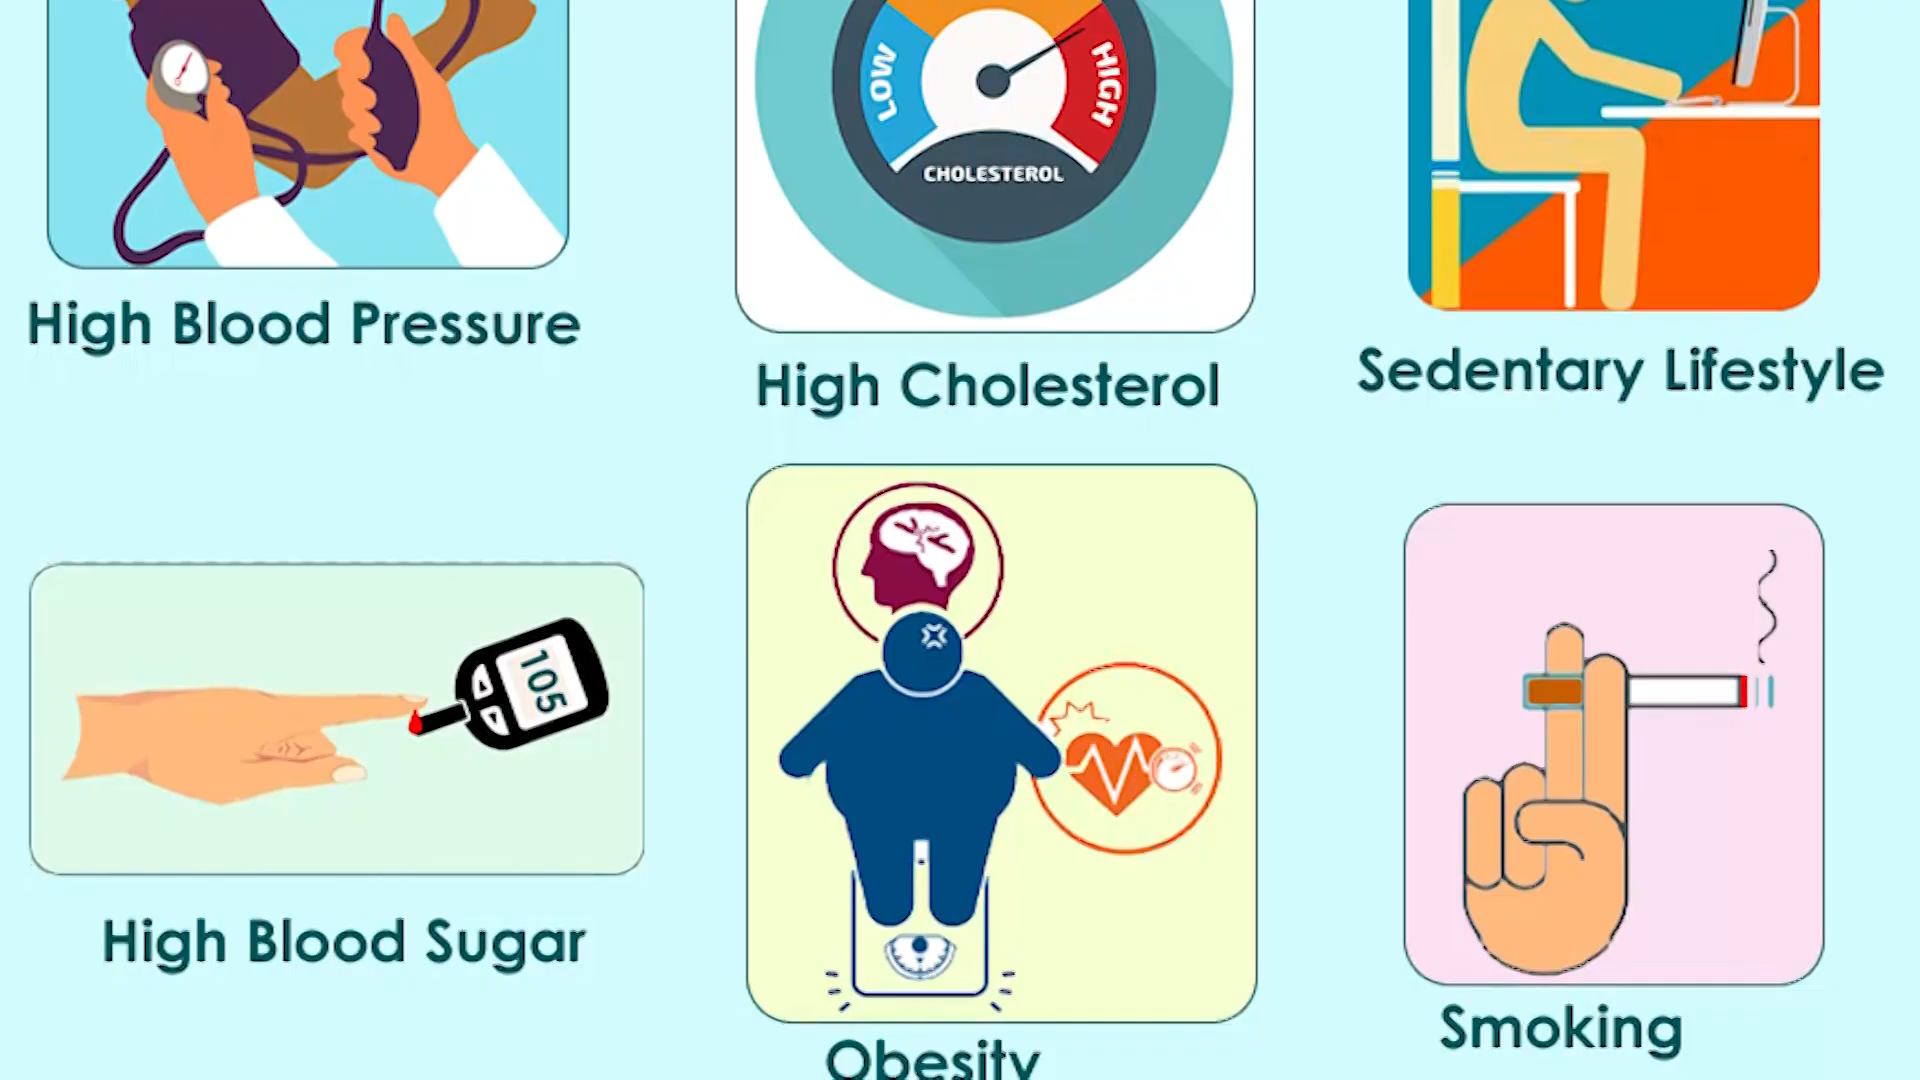 LOW
HIGH
CHOLESTEROL
High Blood Pressure
High Cholesterol
Sedentary Lifestyle
105
High Blood Sugar
Obesity
Smoking